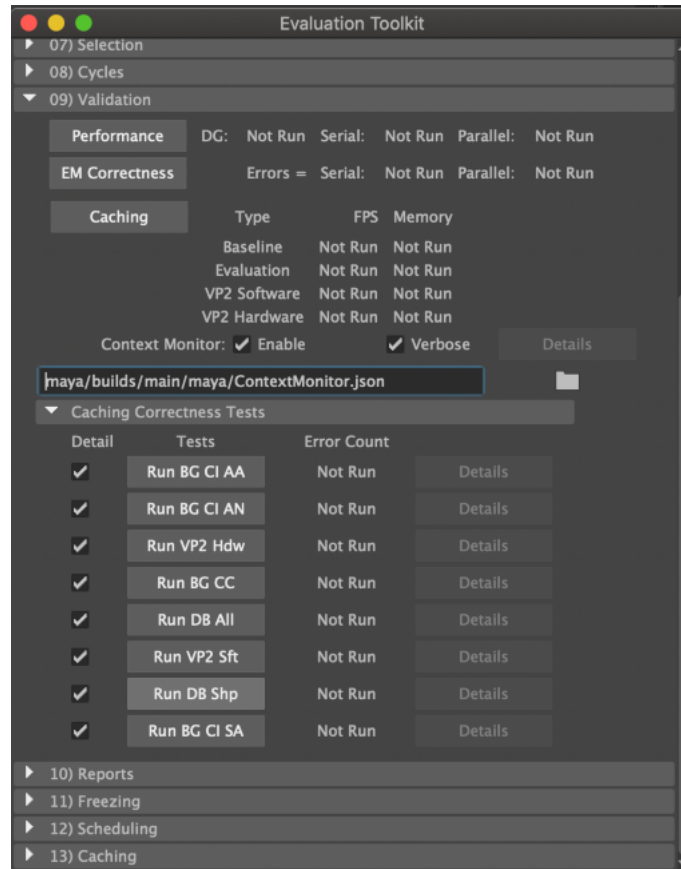 Evaluation Toolkit
07) Selection
08) Cycles
09) Validation
Performance DG: Not Run Serial: Not Run Parallel: Not Run
EM Correctness Errors = Serial: Not Run Parallel: Not Run
Caching Type FPS Memory
Baseline Not Run Not Run
Evaluation Not Run Not Run
VP2 Software Not Run Not Run
VP2 Hardware Not Run Not Run
Context Monitor: Enable Verbose Details
maya/builds/main/maya/ContextMonitor.json
Caching Correctness Tests
Detail Tests Error Count
Run BG CI AA Not Run Details
Run BG CI AN Not Run Details
Run VP2 Hdw Not Run Details
Run BG CC Not Run Details
Run DB All Not Run Details
Run VP2 Sft Not Run Details
Run DB Shp Not Run Details
Run BG CI SA Not Run Details
10) Reports
11) Freezing
12) Scheduling
13) Caching